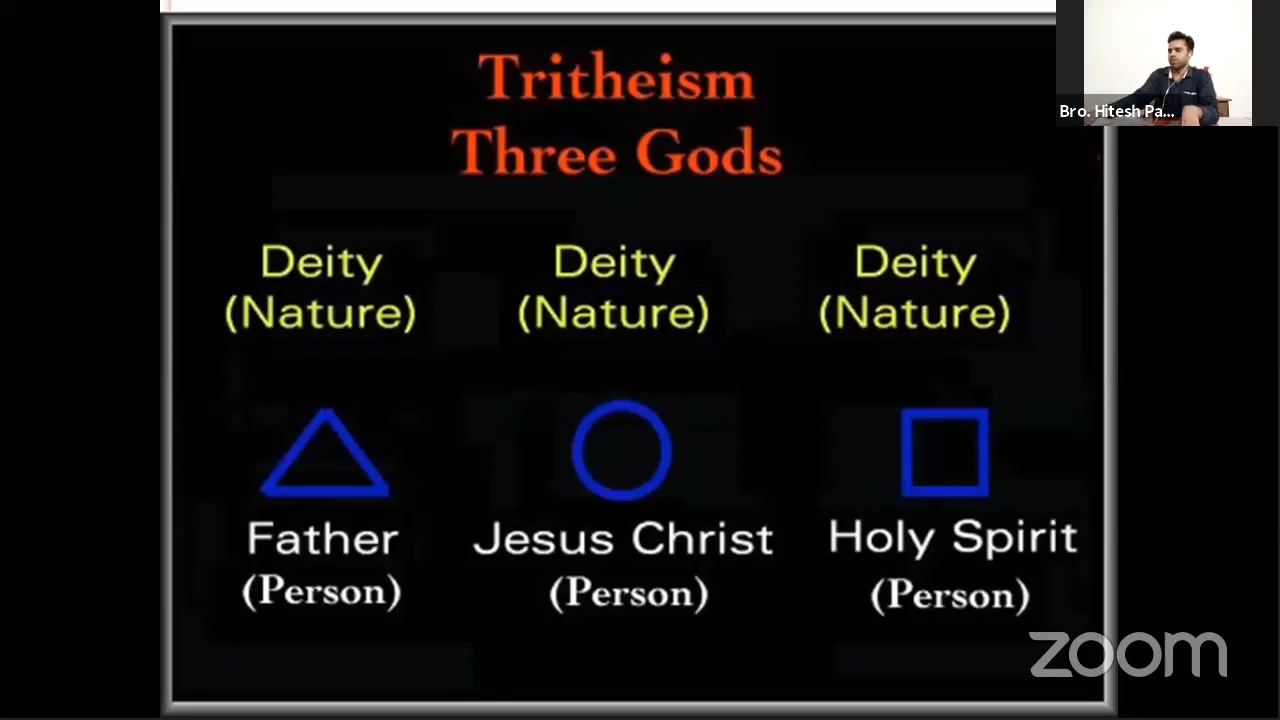 Tritheism
Three Gods
Bro. Hitesh Pa...
Deity Deity Deity
(Nature) (Nature) (Nature)
Father Jesus Christ Holy Spirit
(Person) (Person) (Person)
zoom